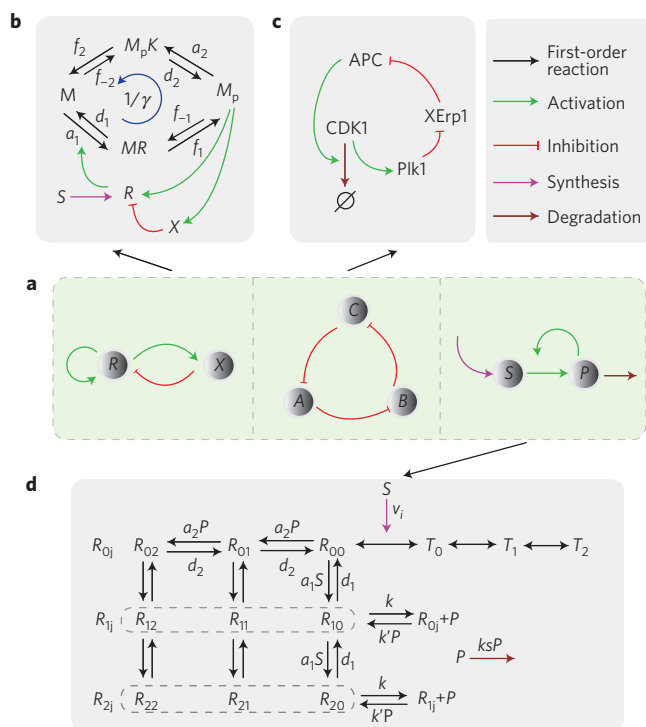 b
f₂ MₚK a₂
f₋₂ d₂
M 1/γ Mₚ
a₁ d₁ f₋₁
MR f₁
S R
X
c
APC
XErp1
CDK1
Plk1
∅
First-order
reaction
Activation
Inhibition
Synthesis
Degradation
a
R X
C
A B
S P
d
S
vᵢ
a₂P a₂P
R₀ⱼ R₀₂ R₀₁ R₀₀ T₀ T₁ T₂
d₂ d₂
a₁S d₁
k
R₁ⱼ R₁₂ R₁₁ R₁₀ R₀ⱼ+P
k'P
P ksP
a₁S d₁
k
R₂ⱼ R₂₂ R₂₁ R₂₀ R₁ⱼ+P
k'P